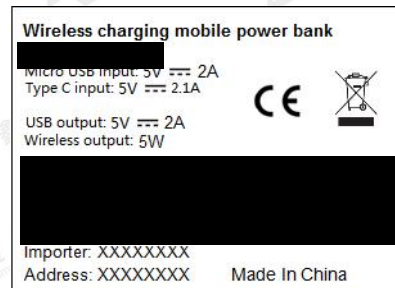 Wireless charging mobile power bank
Micro USB input: 5V ⎓ 2A
Type C input: 5V ⎓ 2.1A
CE
USB output: 5V ⎓ 2A
Wireless output: 5W
Importer: XXXXXXXX
Address: XXXXXXXX Made In China